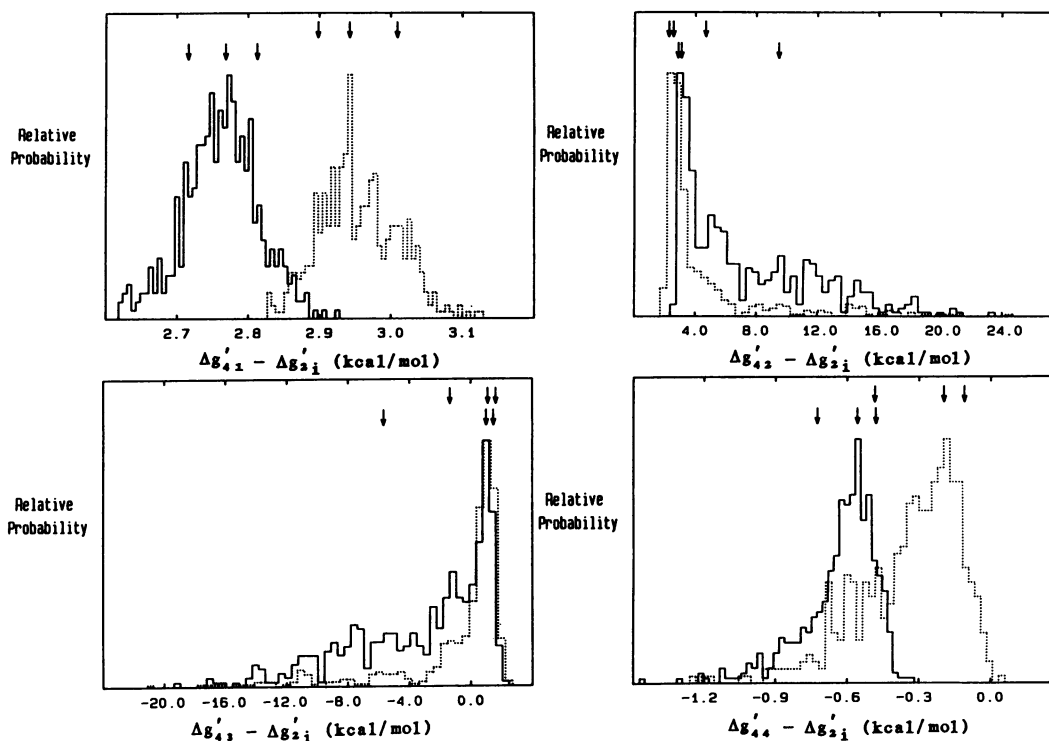 Relative
Probability
2.7 2.8 2.9 3.0 3.1
Δg′₄₁ − Δg′₂ᵢ (kcal/mol)
Relative
Probability
4.0 8.0 12.0 16.0 20.0 24.0
Δg′₄₂ − Δg′₂ᵢ (kcal/mol)
Relative
Probability
-20.0 -16.0 -12.0 -8.0 -4.0 0.0
Δg′₄₃ − Δg′₂ᵢ (kcal/mol)
Relative
Probability
-1.2 -0.9 -0.6 -0.3 0.0
Δg′₄₄ − Δg′₂ᵢ (kcal/mol)